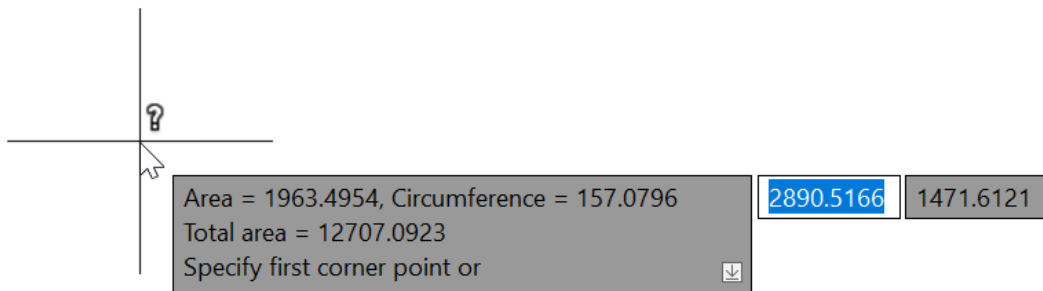 ?
Area = 1963.4954, Circumference = 157.0796
2890.5166
1471.6121
Total area = 12707.0923
Specify first corner point or